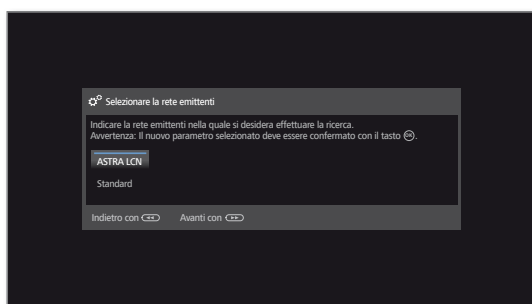 Selezionare la rete emittenti
Indicare la rete emittenti nella quale si desidera effettuare la ricerca.
Avvertenza: Il nuovo parametro selezionato deve essere confermato con il tasto OK.
ASTRA LCN
Standard
Indietro con Avanti con